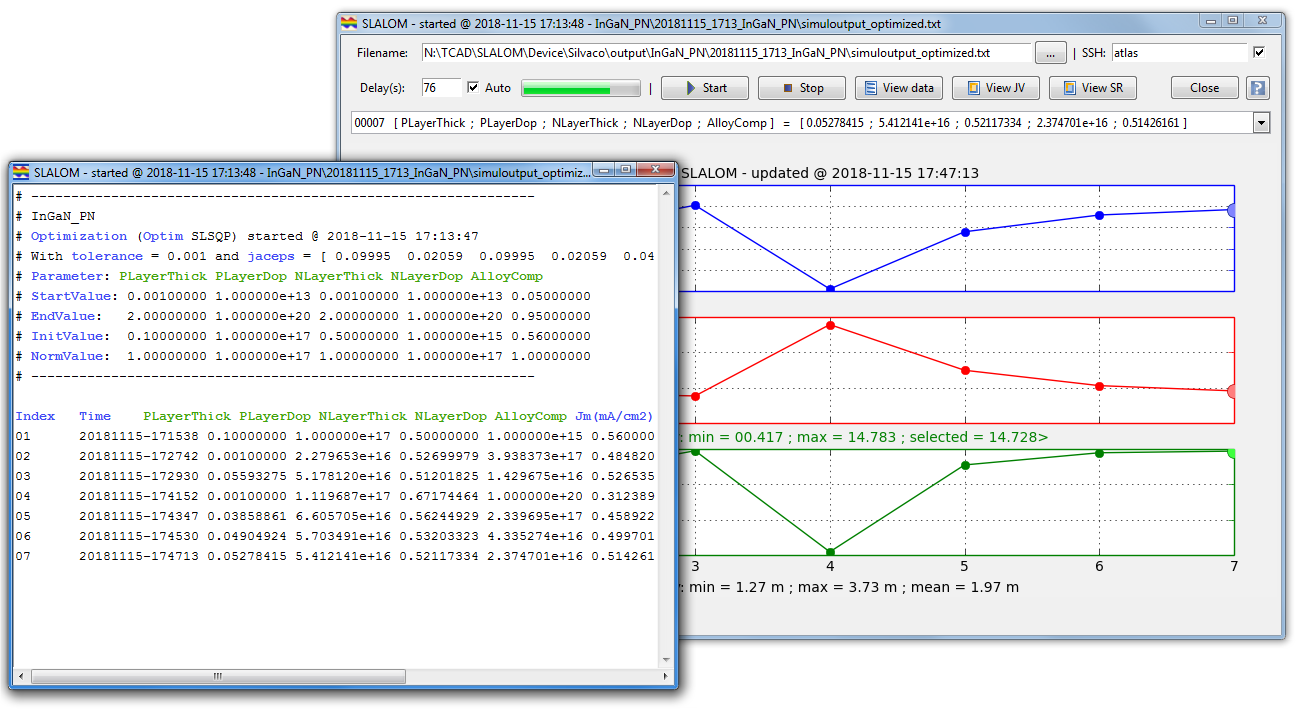 SLALOM - started @ 2018-11-15 17:13:48 - InGaN_PN\20181115_1713_InGaN_PN\simuloutput_optimized.txt
Filename: N:\TCAD\SLALOM\Device\Silvaco\output\InGaN_PN\20181115_1713_InGaN_PN\simuloutput_optimized.txt ... | SSH: atlas
Delay(s): 76 Auto | Start Stop View data View JV View SR Close ?
00007 [ PLayerThick ; PLayerDop ; NLayerThick ; NLayerDop ; AlloyComp ] = [ 0.05278415 ; 5.412141e+16 ; 0.52117334 ; 2.374701e+16 ; 0.51426161 ]
SLALOM - updated @ 2018-11-15 17:47:13
: min = 00.417 ; max = 14.783 ; selected = 14.728>
3 4 5 6 7
: min = 1.27 m ; max = 3.73 m ; mean = 1.97 m
SLALOM - started @ 2018-11-15 17:13:48 - InGaN_PN\20181115_1713_InGaN_PN\simuloutput_optimiz...
# ---------------------------------------------------------------
# InGaN_PN
# Optimization (Optim SLSQP) started @ 2018-11-15 17:13:47
# With tolerance = 0.001 and jaceps = [ 0.09995 0.02059 0.09995 0.02059 0.04
# Parameter: PLayerThick PLayerDop NLayerThick NLayerDop AlloyComp
# StartValue: 0.00100000 1.000000e+13 0.00100000 1.000000e+13 0.05000000
# EndValue: 2.00000000 1.000000e+20 2.00000000 1.000000e+20 0.95000000
# InitValue: 0.10000000 1.000000e+17 0.50000000 1.000000e+15 0.56000000
# NormValue: 1.00000000 1.000000e+17 1.00000000 1.000000e+17 1.00000000
# ---------------------------------------------------------------
Index Time PLayerThick PLayerDop NLayerThick NLayerDop AlloyComp Jm(mA/cm2)
01 20181115-171538 0.10000000 1.000000e+17 0.50000000 1.000000e+15 0.560000
02 20181115-172742 0.00100000 2.279653e+16 0.52699979 3.938373e+17 0.484820
03 20181115-172930 0.05593275 5.178120e+16 0.51201825 1.429675e+16 0.526535
04 20181115-174152 0.00100000 1.119687e+17 0.67174464 1.000000e+20 0.312389
05 20181115-174347 0.03858861 6.605705e+16 0.56244929 2.339695e+17 0.458922
06 20181115-174530 0.04904924 5.703491e+16 0.53203323 4.335274e+16 0.499701
07 20181115-174713 0.05278415 5.412141e+16 0.52117334 2.374701e+16 0.514261